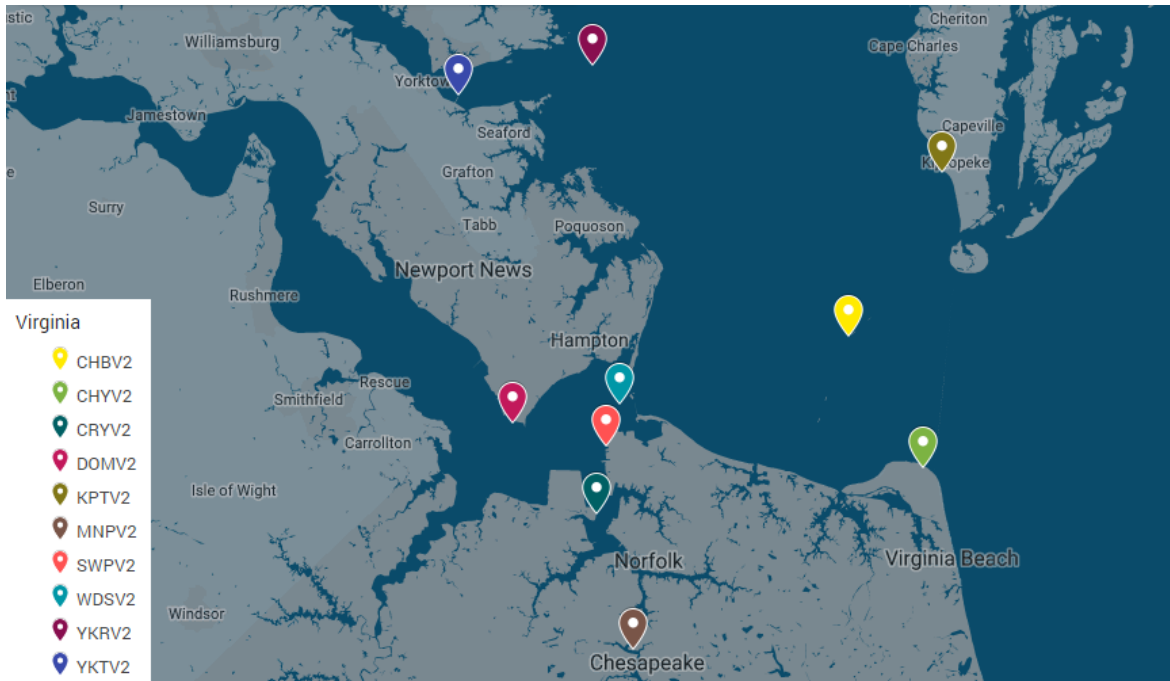 Cheriton
Williamsburg
Cape Charles
Jamestown
Seaford
Capeville
Grafton
Surry
Tabb
Poquoson
Newport News
Elberon
Rushmere
Virginia
Hampton
CHBV2
CHYV2
Rescue
Smithfield
CRYV2
Carrollton
DOMV2
Isle of Wight
KPTV2
MNPV2
Norfolk
Virginia Beach
SWPV2
WDSV2
Windsor
YKRV2
Chesapeake
YKTV2